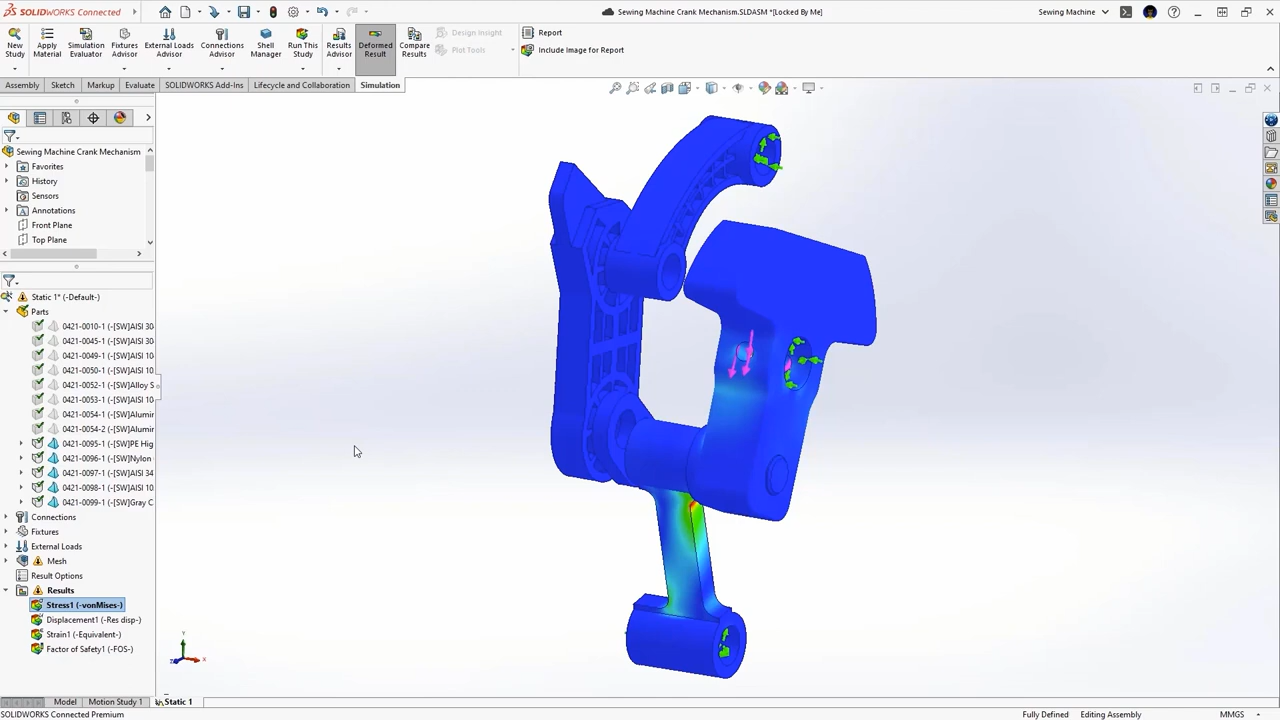 SOLIDWORKS Connected
Sewing Machine Crank Mechanism.SLDASM *[Locked By Me]
Sewing Machine
New Study
Apply Material
Simulation Evaluator
Fixtures Advisor
External Loads Advisor
Connections Advisor
Shell Manager
Run This Study
Results Advisor
Deformed Result
Compare Results
Design Insight
Plot Tools
Report
Include Image for Report
Assembly
Sketch
Markup
Evaluate
SOLIDWORKS Add-Ins
Lifecycle and Collaboration
Simulation
Sewing Machine Crank Mechanism
Favorites
History
Sensors
Annotations
Front Plane
Top Plane
Static 1* (-Default-)
Parts
0421-0010-1 (-[SW]AISI 30
0421-0045-1 (-[SW]AISI 30
0421-0049-1 (-[SW]AISI 10
0421-0050-1 (-[SW]AISI 10
0421-0052-1 (-[SW]Alloy S
0421-0053-1 (-[SW]AISI 10
0421-0054-1 (-[SW]Alumir
0421-0054-2 (-[SW]Alumir
0421-0095-1 (-[SW]PE Hig
0421-0096-1 (-[SW]Nylon
0421-0097-1 (-[SW]AISI 34
0421-0098-1 (-[SW]AISI 10
0421-0099-1 (-[SW]Gray C
Connections
Fixtures
External Loads
Mesh
Result Options
Results
Stress1 (-vonMises-)
Displacement1 (-Res disp-)
Strain1 (-Equivalent-)
Factor of Safety1 (-FOS-)
Y
X
Z
Model
Motion Study 1
Static 1
SOLIDWORKS Connected Premium
Fully Defined
Editing Assembly
MMGS